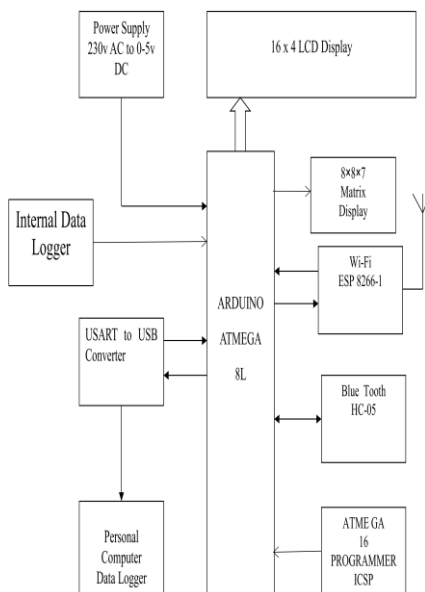 Power Supply
230v AC to 0-5v
DC
16 x 4 LCD Display
8×8×7
Matrix
Display
Internal Data
Logger
Wi-Fi
ESP 8266-1
ARDUINO
ATMEGA
8L
USART to USB
Converter
Blue Tooth
HC-05
Personal
Computer
Data Logger
ATME GA
16
PROGRAMMER
ICSP